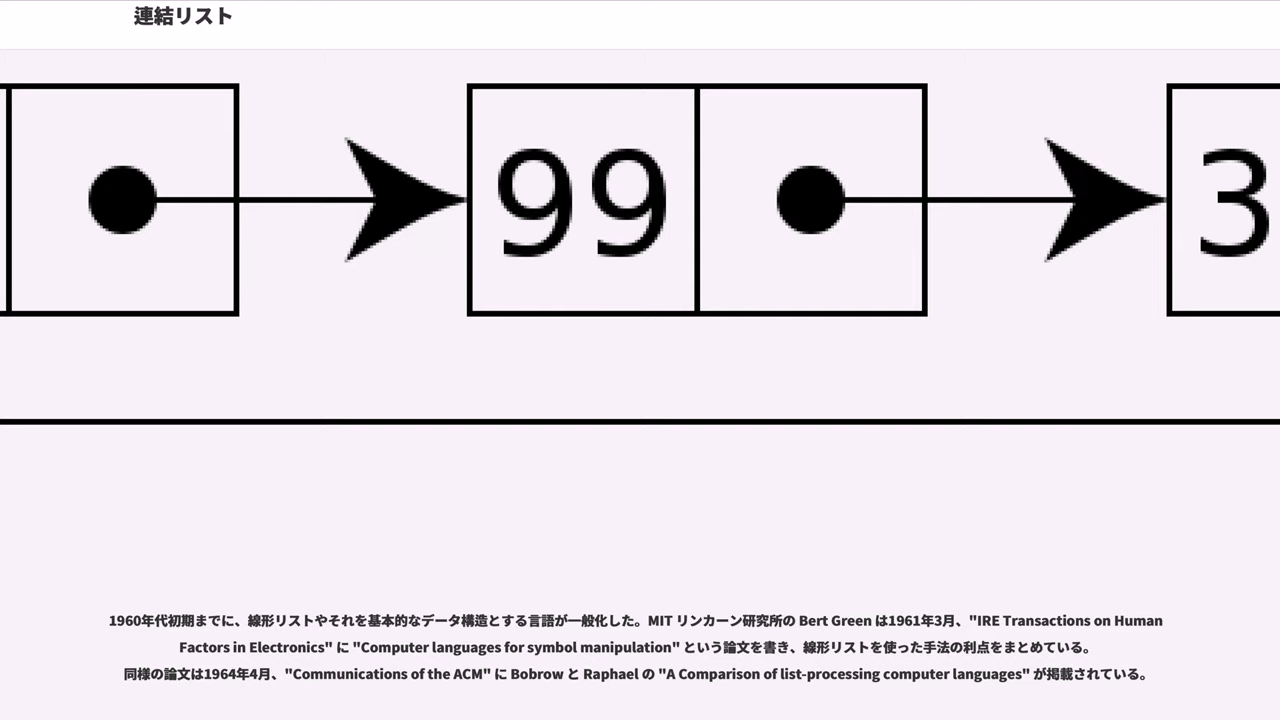 連結リスト
99
3
1960年代初期までに、線形リストやそれを基本的なデータ構造とする言語が一般化した。MIT リンカーン研究所の Bert Green は1961年3月、"IRE Transactions on Human
Factors in Electronics" に "Computer languages for symbol manipulation" という論文を書き、線形リストを使った手法の利点をまとめている。
同様の論文は1964年4月、"Communications of the ACM" に Bobrow と Raphael の "A Comparison of list-processing computer languages" が掲載されている。